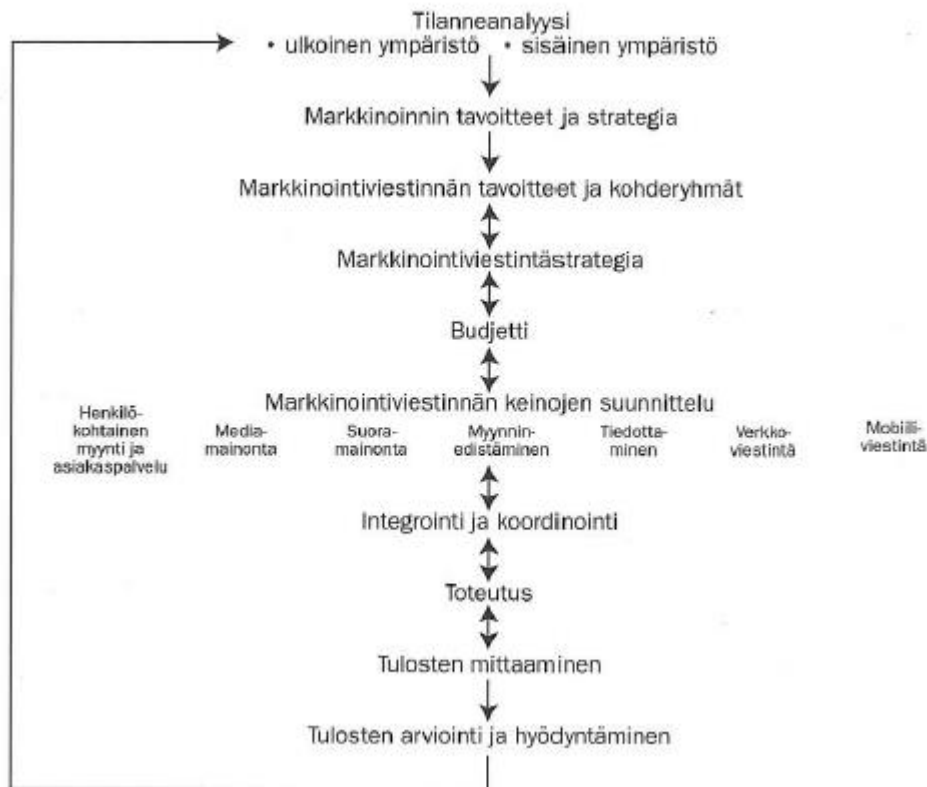 Tilanneanalyysi
• ulkoinen ympäristö • sisäinen ympäristö
Markkinoinnin tavoitteet ja strategia
Markkinointiviestinnän tavoitteet ja kohderyhmät
Markkinointiviestintästrategia
Budjetti
Markkinointiviestinnän keinojen suunnittelu
Henkilö-
kohtainen
myynti ja
asiakaspalvelu
Media-
mainonta
Suora-
mainonta
Myynnin-
edistäminen
Tiedotta-
minen
Verkko-
viestintä
Mobiili-
viestintä
Integrointi ja koordinointi
Toteutus
Tulosten mittaaminen
Tulosten arviointi ja hyödyntäminen